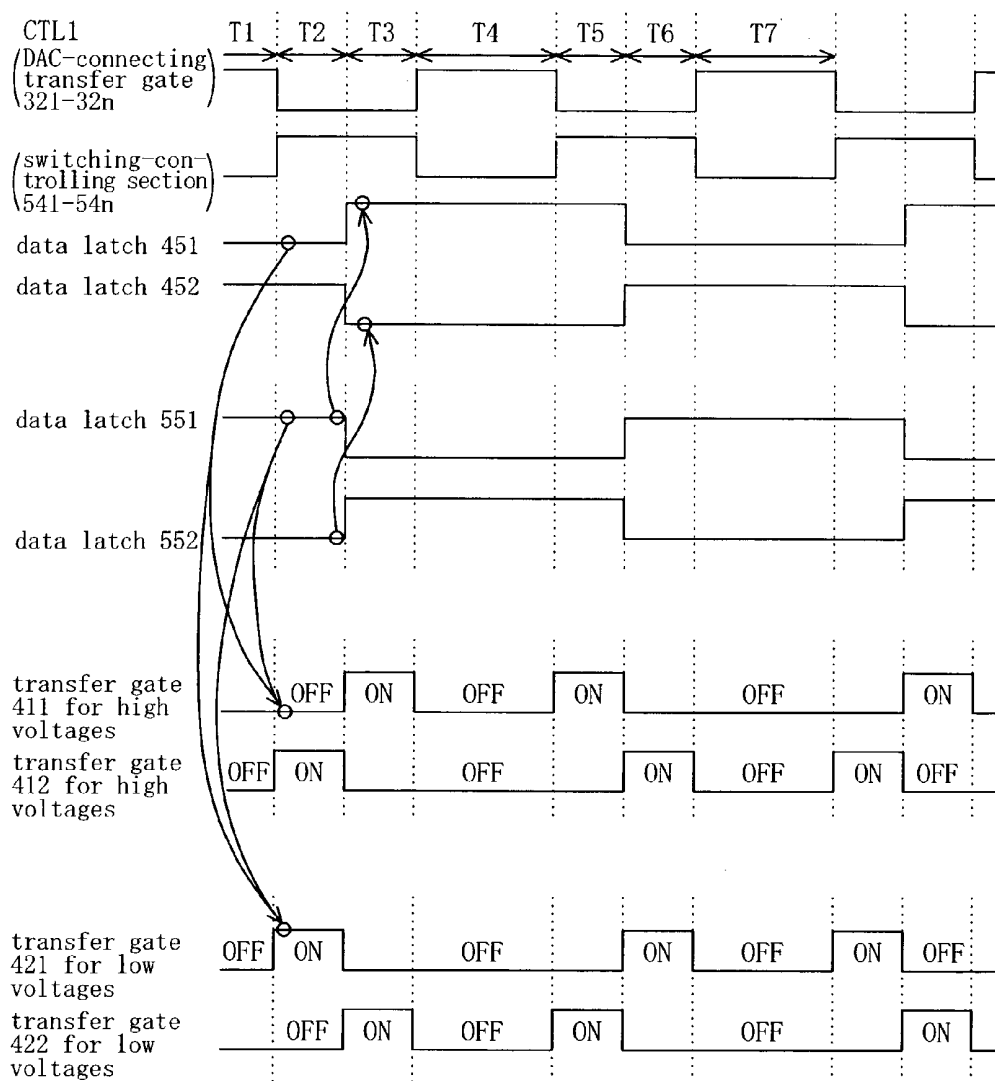 CTL1 T1 T2 T3 T4 T5 T6 T7
(DAC-connecting
transfer gate
321-32n)
(switching-con-
trolling section
541-54n)
data latch 451
data latch 452
data latch 551
data latch 552
transfer gate
411 for high
voltages
OFF ON OFF ON OFF ON
transfer gate
412 for high
voltages
OFF ON OFF ON OFF ON OFF
transfer gate
421 for low
voltages
OFF ON OFF ON OFF ON OFF
transfer gate
422 for low
voltages
OFF ON OFF ON OFF ON